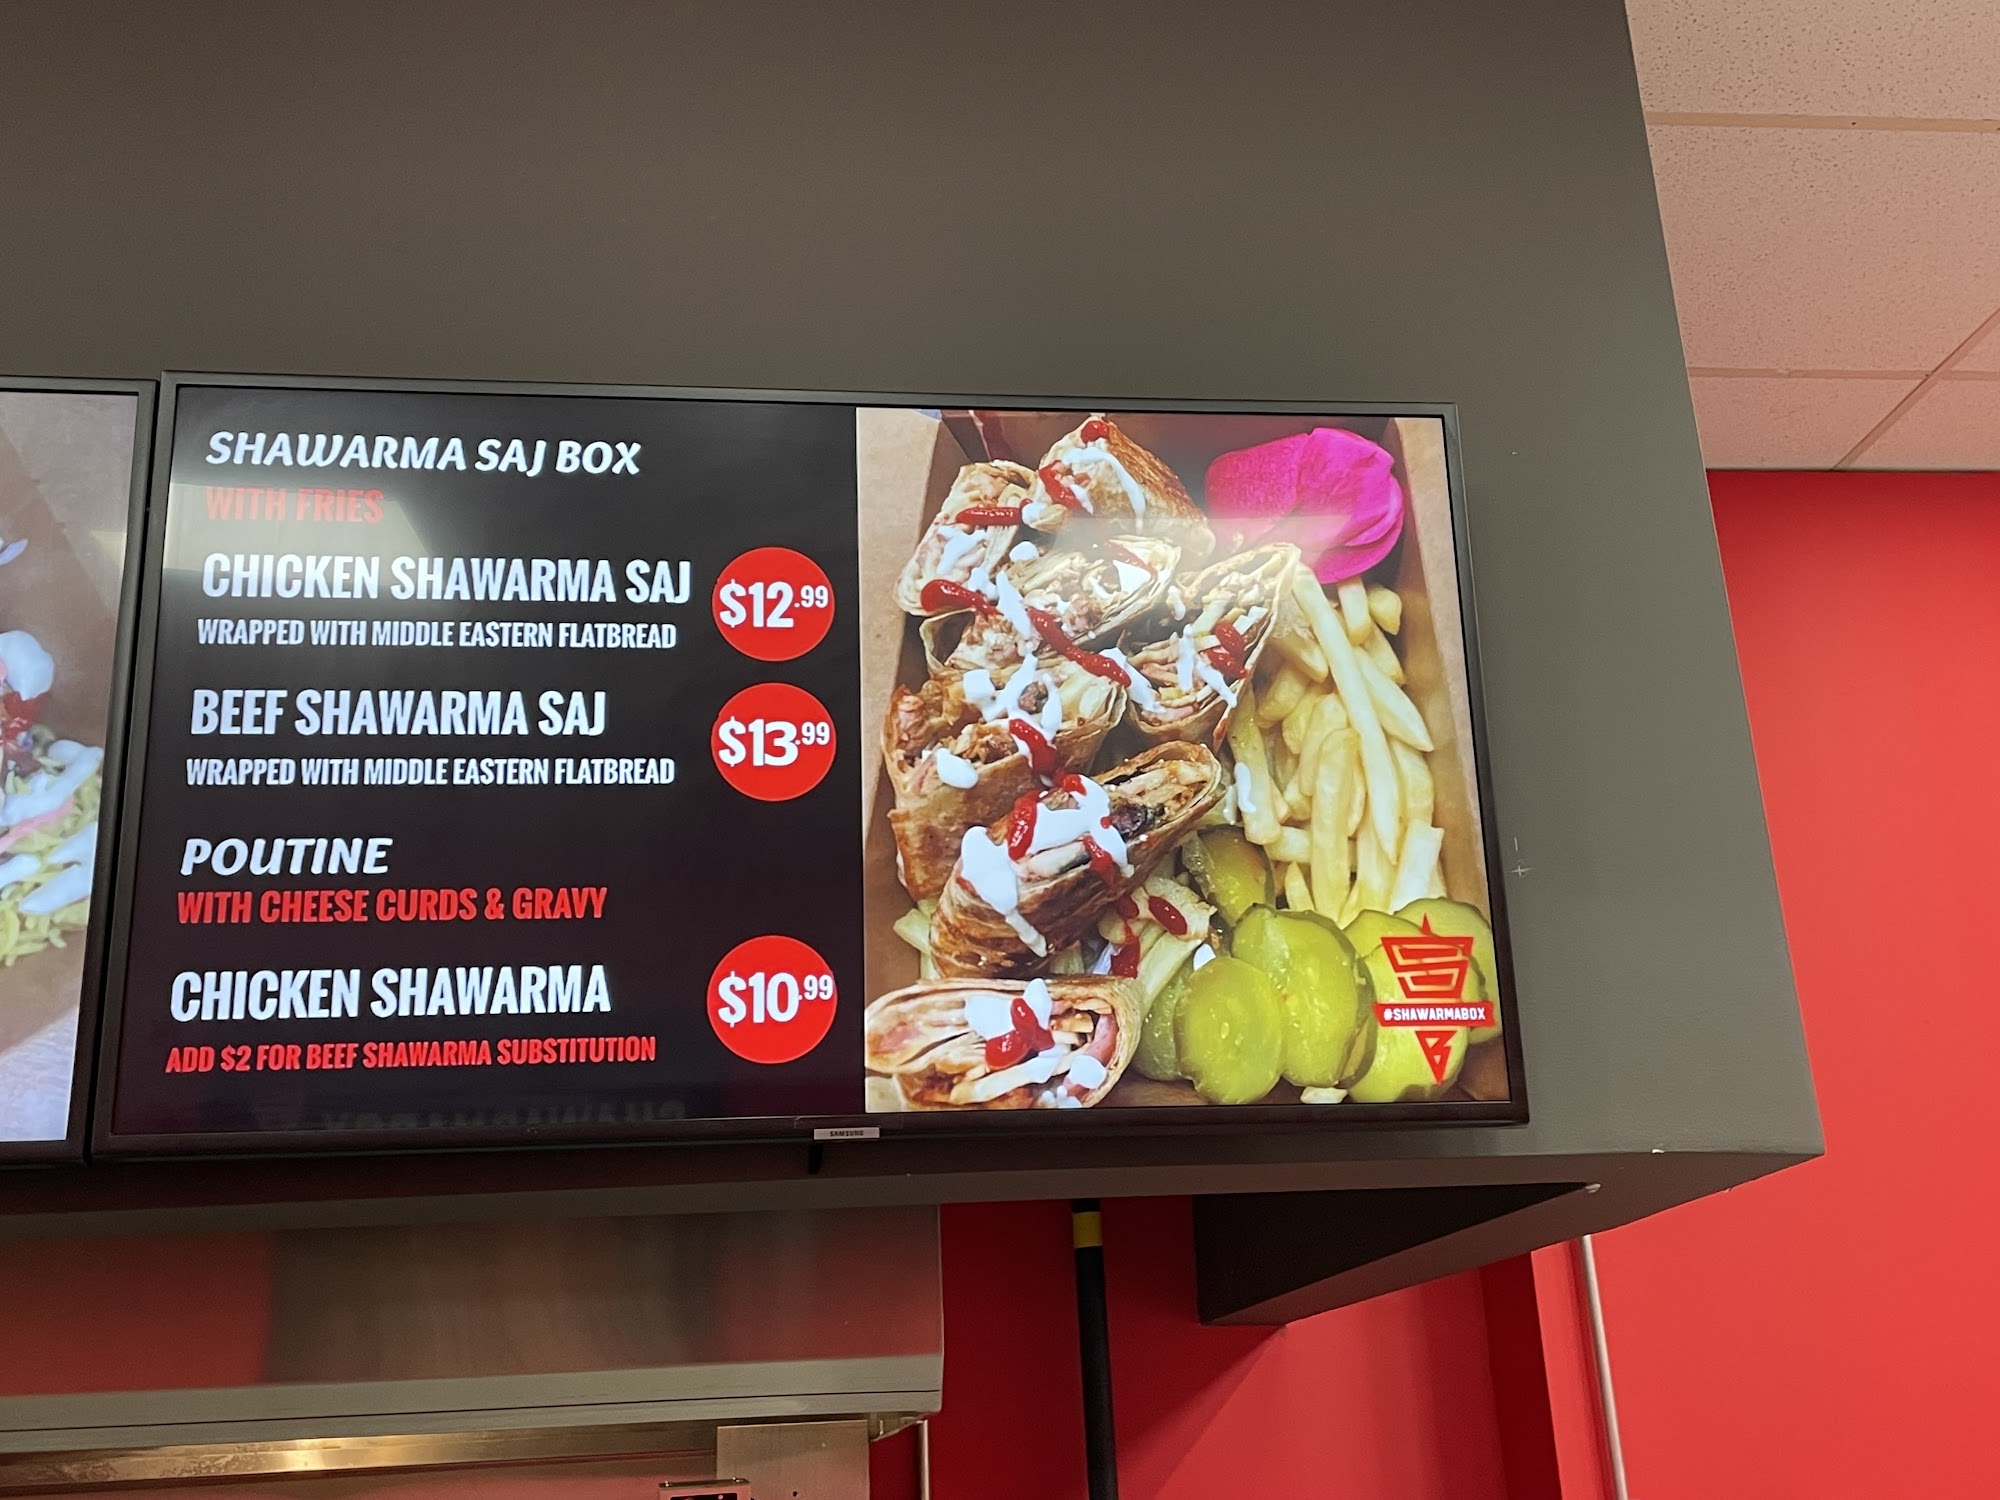 SHAWARMA SAJ BOX
WITH FRIES
CHICKEN SHAWARMA SAJ $12.99
WRAPPED WITH MIDDLE EASTERN FLATBREAD
BEEF SHAWARMA SAJ $13.99
WRAPPED WITH MIDDLE EASTERN FLATBREAD
POUTINE
WITH CHEESE CURDS & GRAVY
CHICKEN SHAWARMA $10.99
ADD $2 FOR BEEF SHAWARMA SUBSTITUTION
#SHAWARMABOX
B
SAMSUNG